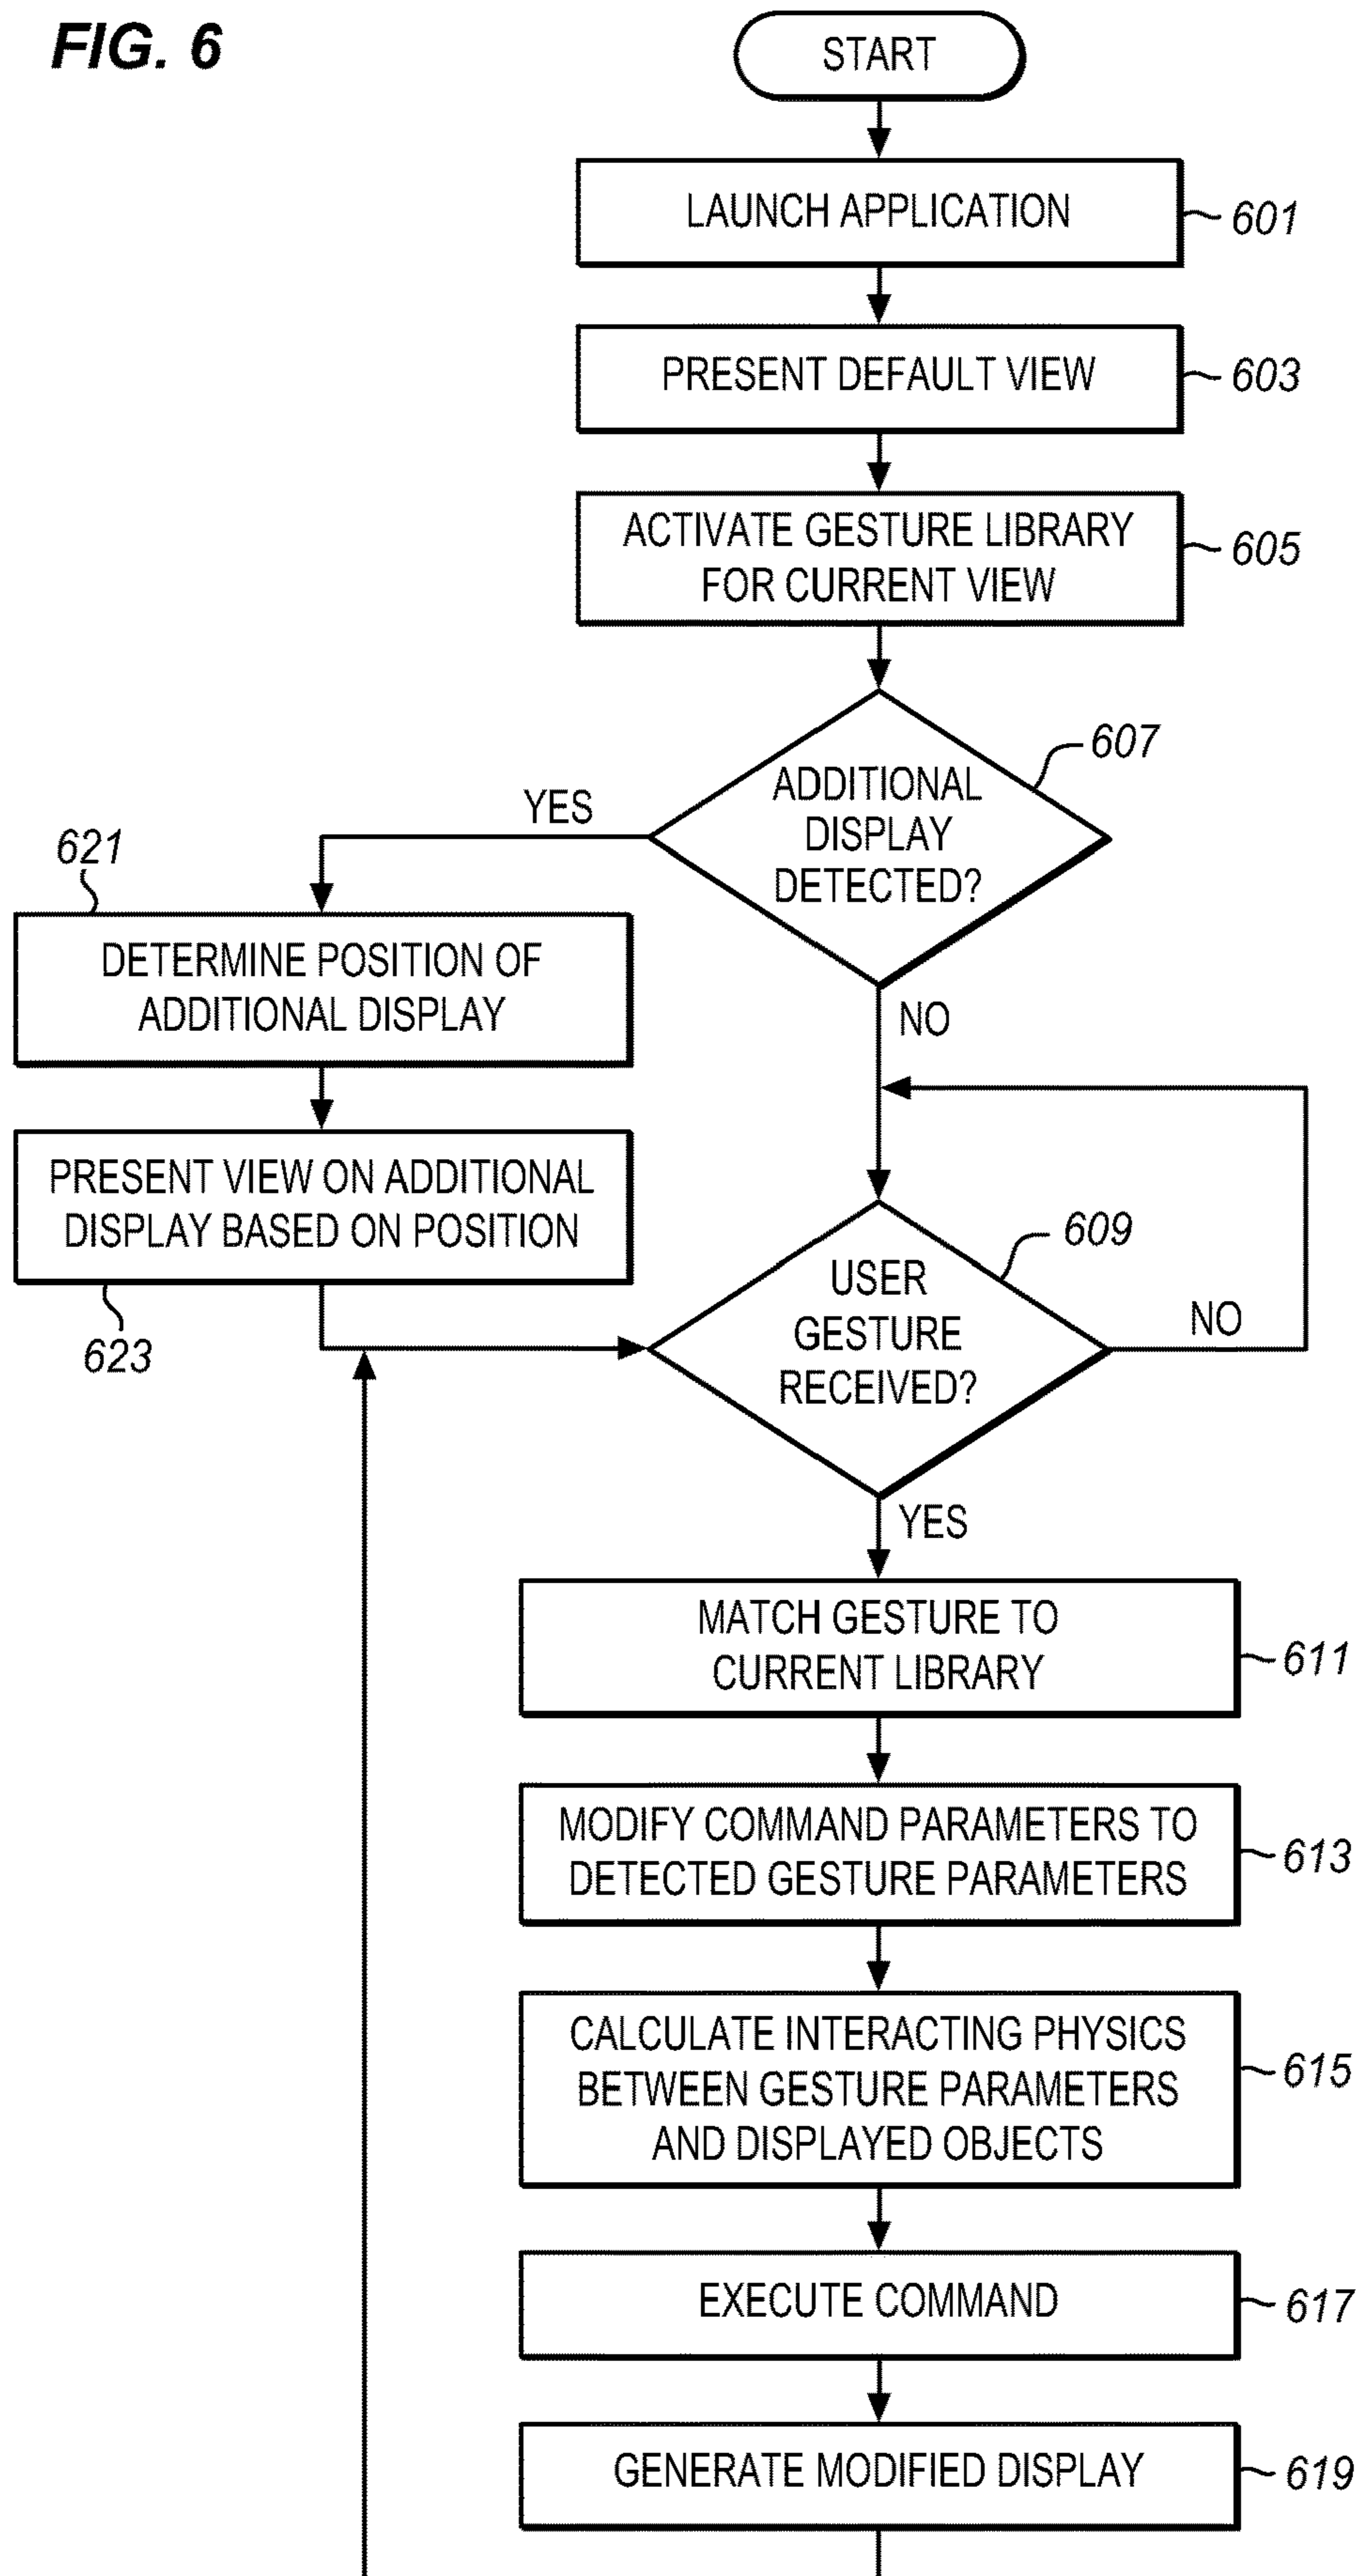 FIG. 6
START
LAUNCH APPLICATION
601
PRESENT DEFAULT VIEW
603
ACTIVATE GESTURE LIBRARY
FOR CURRENT VIEW
605
607
ADDITIONAL
DISPLAY
DETECTED?
YES
NO
621
DETERMINE POSITION OF
ADDITIONAL DISPLAY
PRESENT VIEW ON ADDITIONAL
DISPLAY BASED ON POSITION
623
609
USER
GESTURE
RECEIVED?
NO
YES
MATCH GESTURE TO
CURRENT LIBRARY
611
MODIFY COMMAND PARAMETERS TO
DETECTED GESTURE PARAMETERS
613
CALCULATE INTERACTING PHYSICS
BETWEEN GESTURE PARAMETERS
AND DISPLAYED OBJECTS
615
EXECUTE COMMAND
617
GENERATE MODIFIED DISPLAY
619